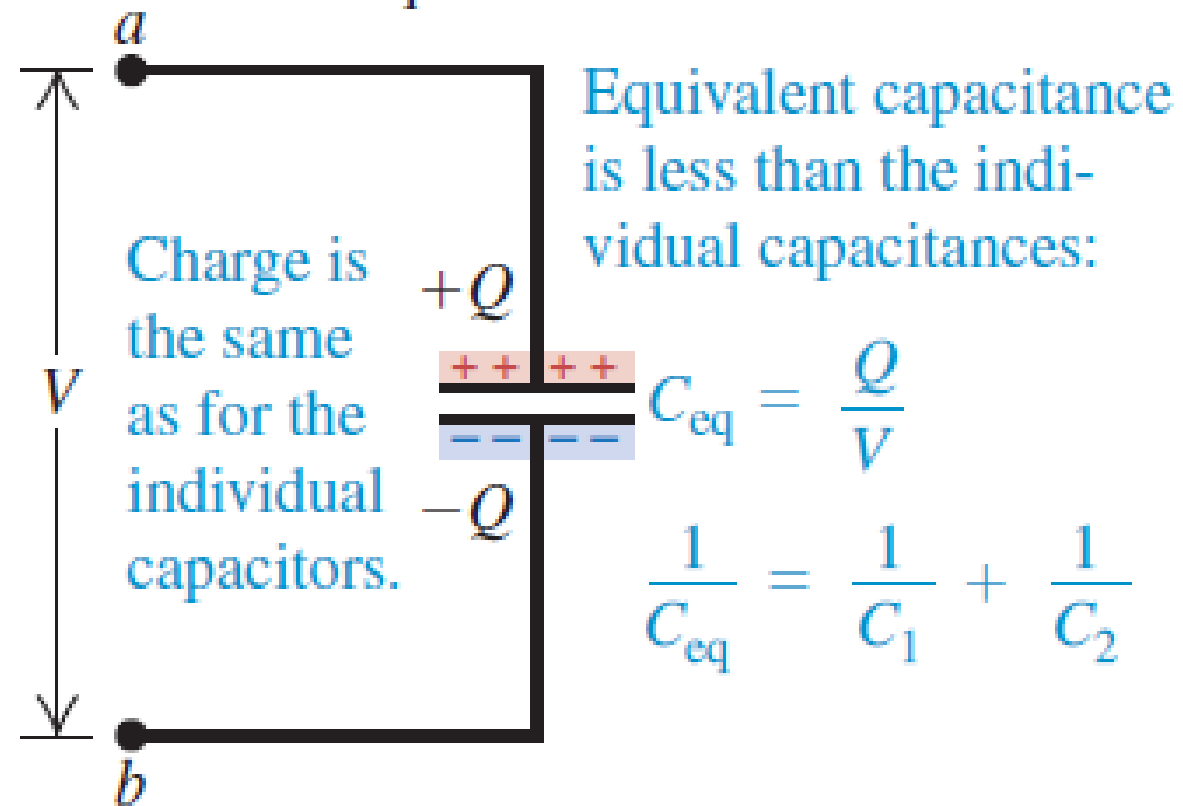 a
Equivalent capacitance
is less than the indi-
vidual capacitances:
Charge is
the same
as for the
individual
capacitors.
V
+Q
+ + + +
− − − −
−Q
C_eq = Q/V
1/C_eq = 1/C_1 + 1/C_2
b